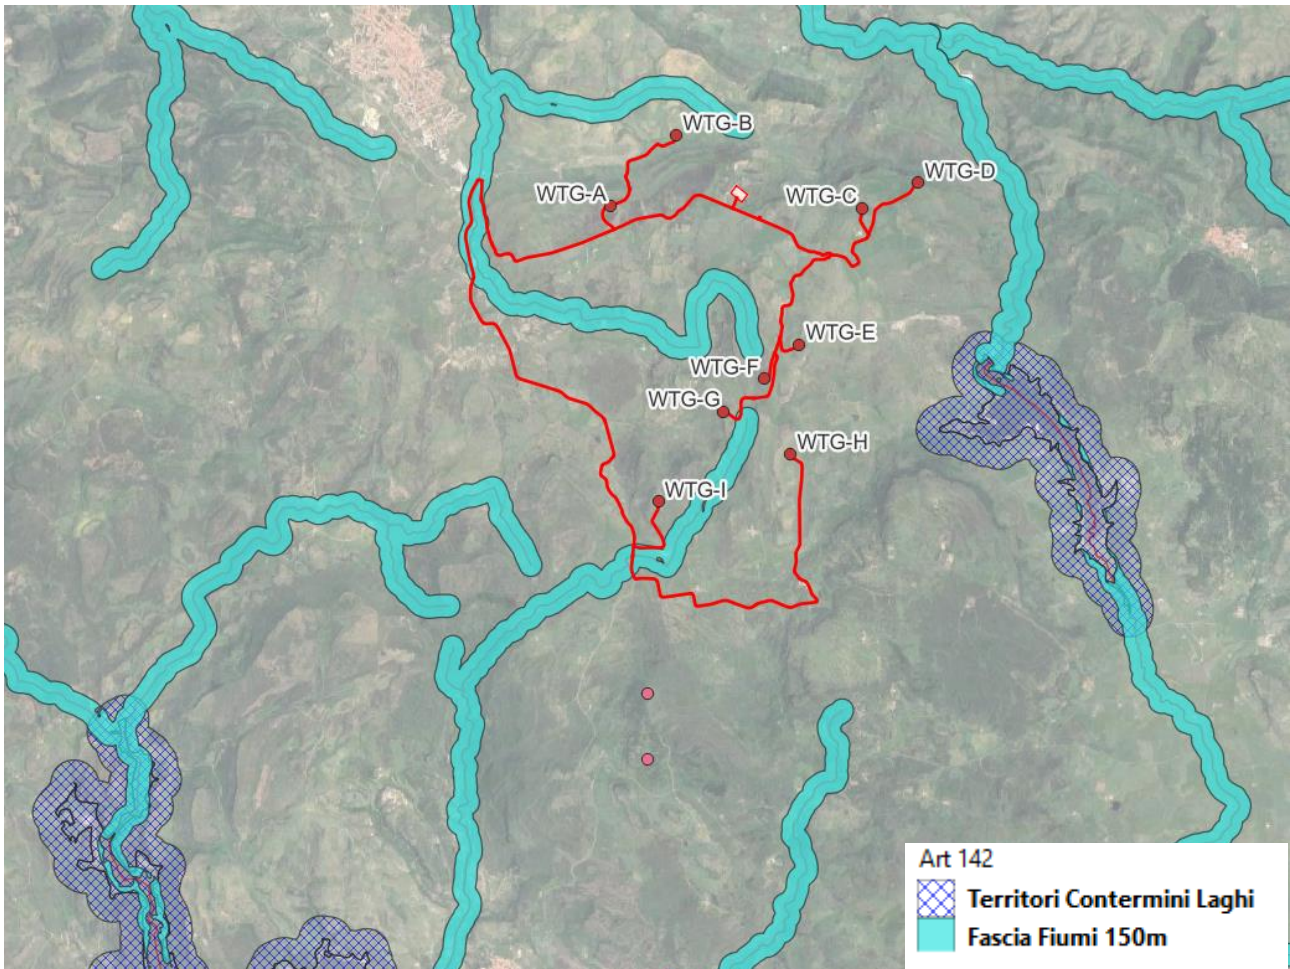 WTG-B
WTG-D
WTG-A
WTG-C
WTG-E
WTG-F
WTG-G
WTG-H
WTG-I
Art 142
Territori Contermini Laghi
Fascia Fiumi 150m